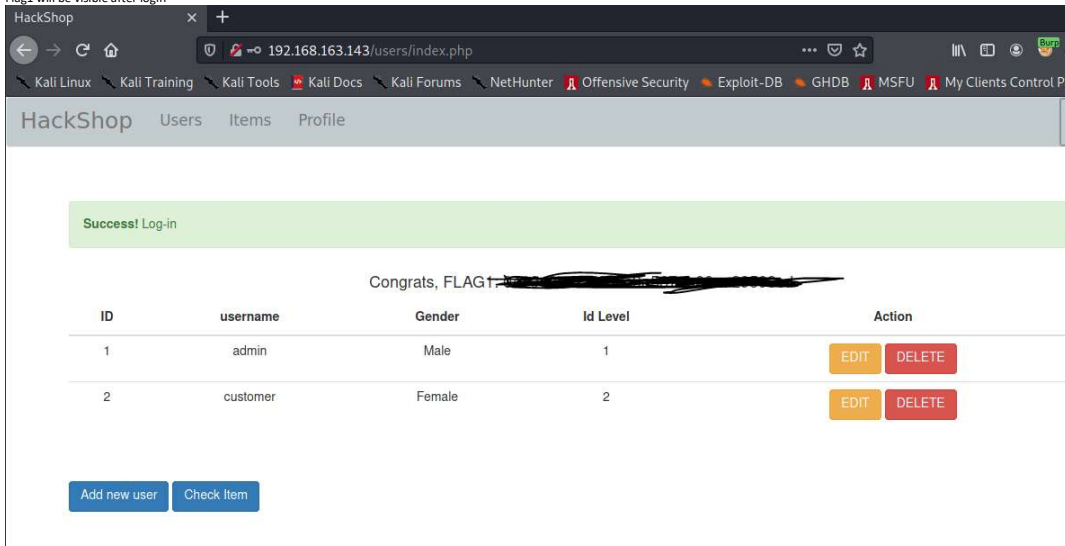 Flag1 will be visible after login
HackShop × +
192.168.163.143/users/index.php
Burp
Kali Linux Kali Training Kali Tools Kali Docs Kali Forums NetHunter Offensive Security Exploit-DB GHDB MSFU My Clients Control P
HackShop Users Items Profile
Success! Log-in
Congrats, FLAG1:
ID username Gender Id Level Action
1 admin Male 1 EDIT DELETE
2 customer Female 2 EDIT DELETE
Add new user Check Item